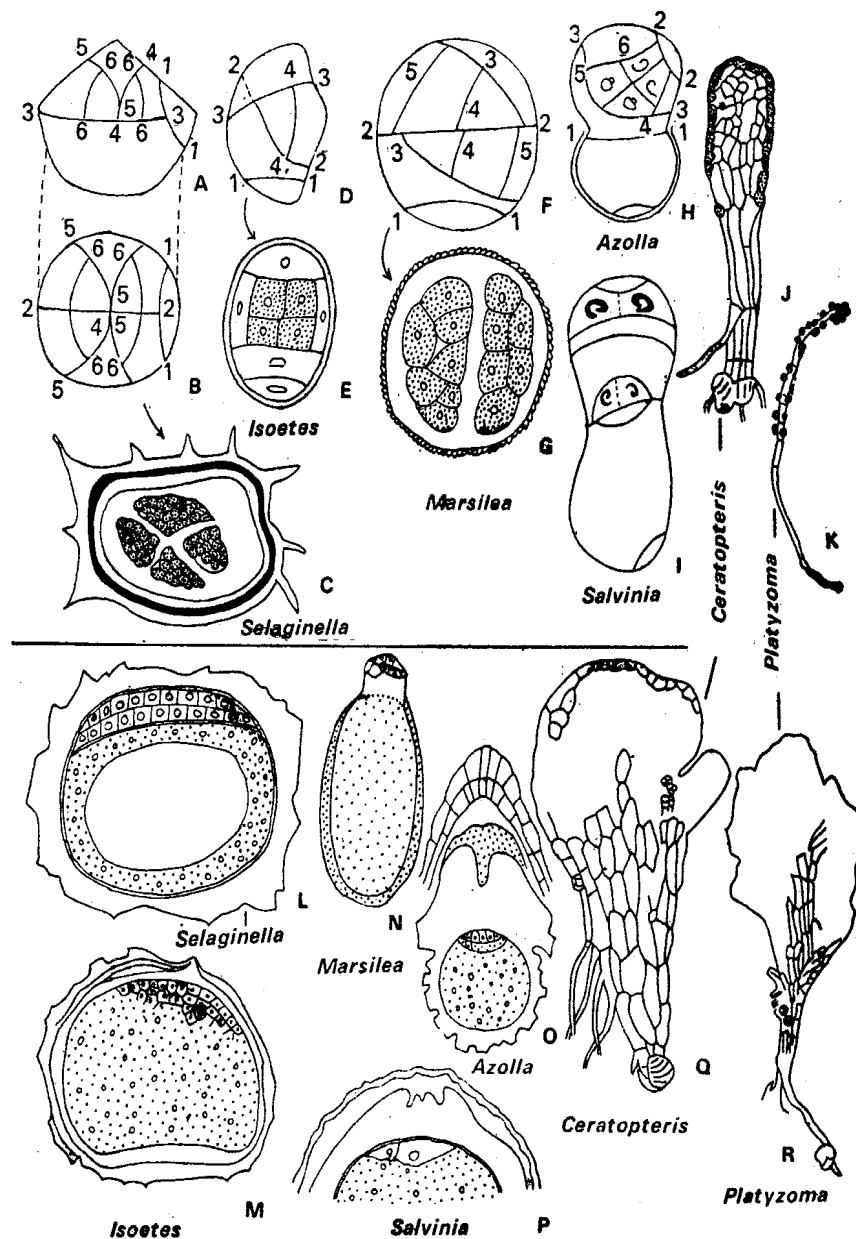 5 6 6 4 1
3 5 3
6 4 6 1
A
5 6 6 1
2 5 2
4 5
6 6 1
5
B
C
Selaginella
2 4 3
3
4 2
1 1
D
E
Isoetes
5 3
4
2 2
3 4 5
1 1
F
G
Marsilea
3 6 2
5 2
3
1 4 1
H
Azolla
I
Salvinia
J
Ceratopteris
K
Platyzoma
L
Selaginella
M
Isoetes
N
Marsilea
O
Azolla
P
Salvinia
Q
Ceratopteris
R
Platyzoma